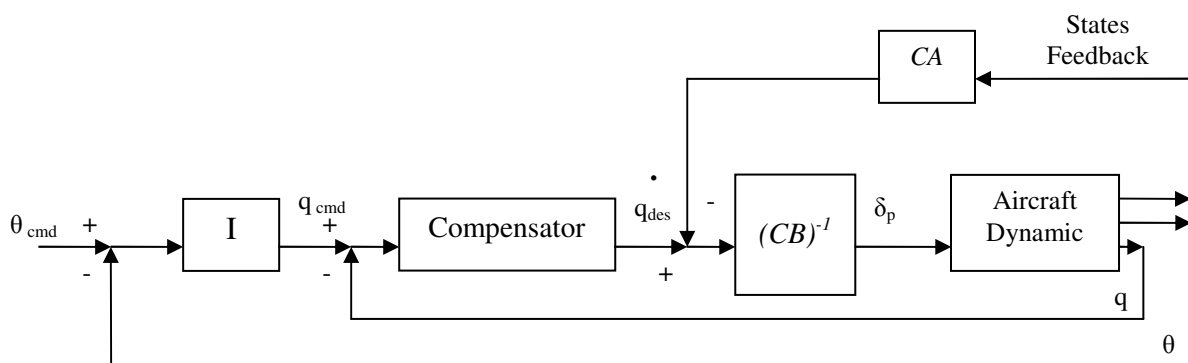 States
Feedback
CA
θ cmd
+
-
I
q cmd
+
-
Compensator
q̇des
+
-
(CB)⁻¹
δp
Aircraft
Dynamic
q
θ